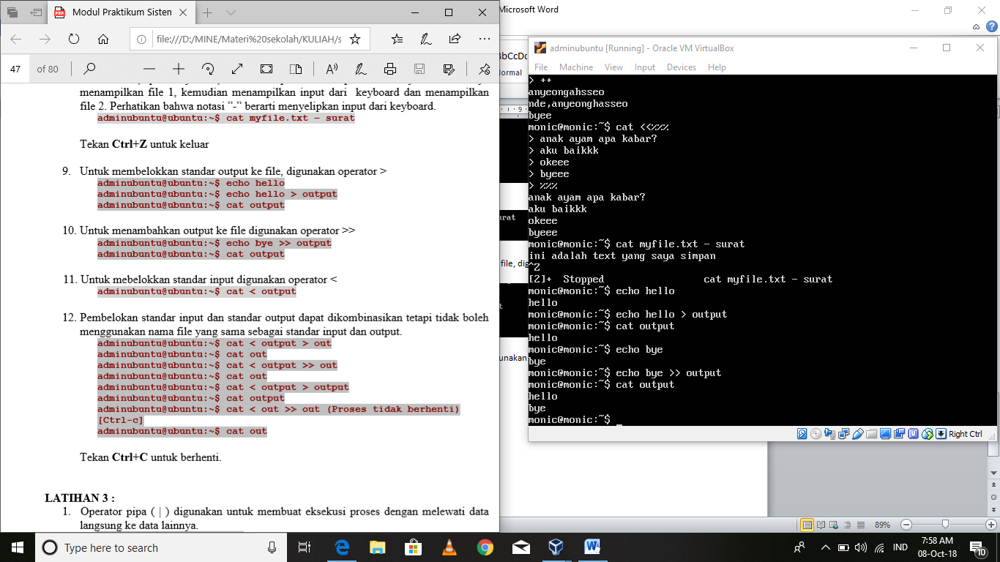 Modul Praktikum Sisten
file:///D:/MINE/Materi%20sekolah/KULIAH/s
47 of 80
menampilkan file 1, kemudian menampilkan input dari keyboard dan menampilkan
file 2. Perhatikan bahwa notasi ”-” berarti menyelipkan input dari keyboard.
adminubuntu@ubuntu:~$ cat myfile.txt – surat
Tekan Ctrl+Z untuk keluar
9. Untuk membelokkan standar output ke file, digunakan operator >
adminubuntu@ubuntu:~$ echo hello
adminubuntu@ubuntu:~$ echo hello > output
adminubuntu@ubuntu:~$ cat output
10. Untuk menambahkan output ke file digunakan operator >>
adminubuntu@ubuntu:~$ echo bye >> output
adminubuntu@ubuntu:~$ cat output
11. Untuk mebelokkan standar input digunakan operator <
adminubuntu@ubuntu:~$ cat < output
12. Pembelokan standar input dan standar output dapat dikombinasikan tetapi tidak boleh
menggunakan nama file yang sama sebagai standar input dan output.
adminubuntu@ubuntu:~$ cat < output > out
adminubuntu@ubuntu:~$ cat out
adminubuntu@ubuntu:~$ cat < output >> out
adminubuntu@ubuntu:~$ cat out
adminubuntu@ubuntu:~$ cat < output > output
adminubuntu@ubuntu:~$ cat output
adminubuntu@ubuntu:~$ cat < out >> out (Proses tidak berhenti)
[Ctrl-c]
adminubuntu@ubuntu:~$ cat out
Tekan Ctrl+C untuk berhenti.
LATIHAN 3 :
1. Operator pipa ( | ) digunakan untuk membuat eksekusi proses dengan melewati data
langsung ke data lainnya.
Microsoft Word
bCcDc
ormal
9
urat
file, dig
t
unakan
adminubuntu [Running] - Oracle VM VirtualBox
File Machine View Input Devices Help
> ++
anyeongahsseo
nde,anyeonghasseo
byee
monic@monic:~$ cat <<%%%
> anak ayam apa kabar?
> aku baikkk
> okeee
> byeee
> %%%
anak ayam apa kabar?
aku baikkk
okeee
byeee
monic@monic:~$ cat myfile.txt - surat
ini adalah text yang saya simpan
^Z
[2]+ Stopped cat myfile.txt - surat
monic@monic:~$ echo hello
hello
monic@monic:~$ echo hello > output
monic@monic:~$ cat output
hello
monic@monic:~$ echo bye
bye
monic@monic:~$ echo bye >> output
monic@monic:~$ cat output
hello
bye
monic@monic:~$ _
Right Ctrl
89%
Type here to search
IND
7:58 AM
08-Oct-18
10